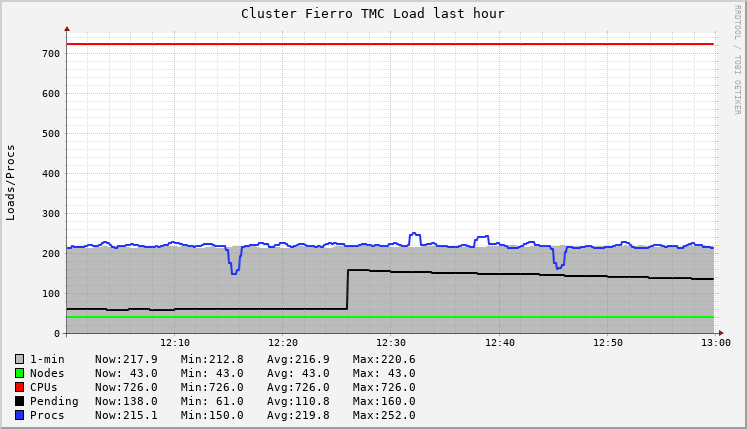 Cluster Fierro TMC Load last hour
RRDTOOL / TOBI OETIKER
Loads/Procs
700
600
500
400
300
200
100
0
12:10 12:20 12:30 12:40 12:50 13:00
1-min Now:217.9 Min:212.8 Avg:216.9 Max:220.6
Nodes Now: 43.0 Min: 43.0 Avg: 43.0 Max: 43.0
CPUs Now:726.0 Min:726.0 Avg:726.0 Max:726.0
Pending Now:138.0 Min: 61.0 Avg:110.8 Max:160.0
Procs Now:215.1 Min:150.0 Avg:219.8 Max:252.0